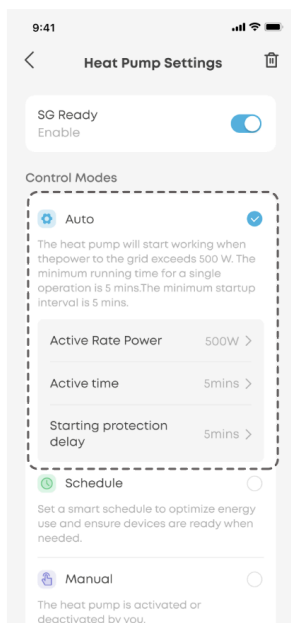 9:41
Heat Pump Settings
SG Ready
Enable
Control Modes
Auto
The heat pump will start working when
thepower to the grid exceeds 500 W. The
minimum running time for a single
operation is 5 mins.The minimum startup
interval is 5 mins.
Active Rate Power 500W >
Active time 5mins >
Starting protection
delay 5mins >
Schedule
Set a smart schedule to optimize energy
use and ensure devices are ready when
needed.
Manual
The heat pump is activated or
deactivated by you.